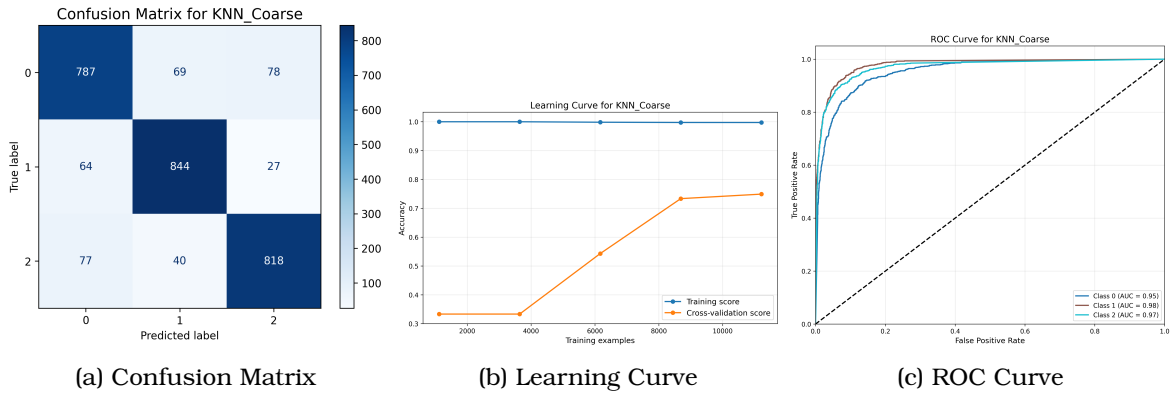 Confusion Matrix for KNN_Coarse
0
787
69
78
1
64
844
27
2
77
40
818
0
1
2
True label
Predicted label
800
700
600
500
400
300
200
100
(a) Confusion Matrix
Learning Curve for KNN_Coarse
1.0
0.9
0.8
0.7
0.6
0.5
0.4
0.3
Accuracy
Training score
Cross-validation score
2000
4000
6000
8000
10000
Training examples
(b) Learning Curve
ROC Curve for KNN_Coarse
1.0
0.8
0.6
0.4
0.2
0.0
True Positive Rate
Class 0 (AUC = 0.95)
Class 1 (AUC = 0.98)
Class 2 (AUC = 0.97)
0.0
0.2
0.4
0.6
0.8
1.0
False Positive Rate
(c) ROC Curve